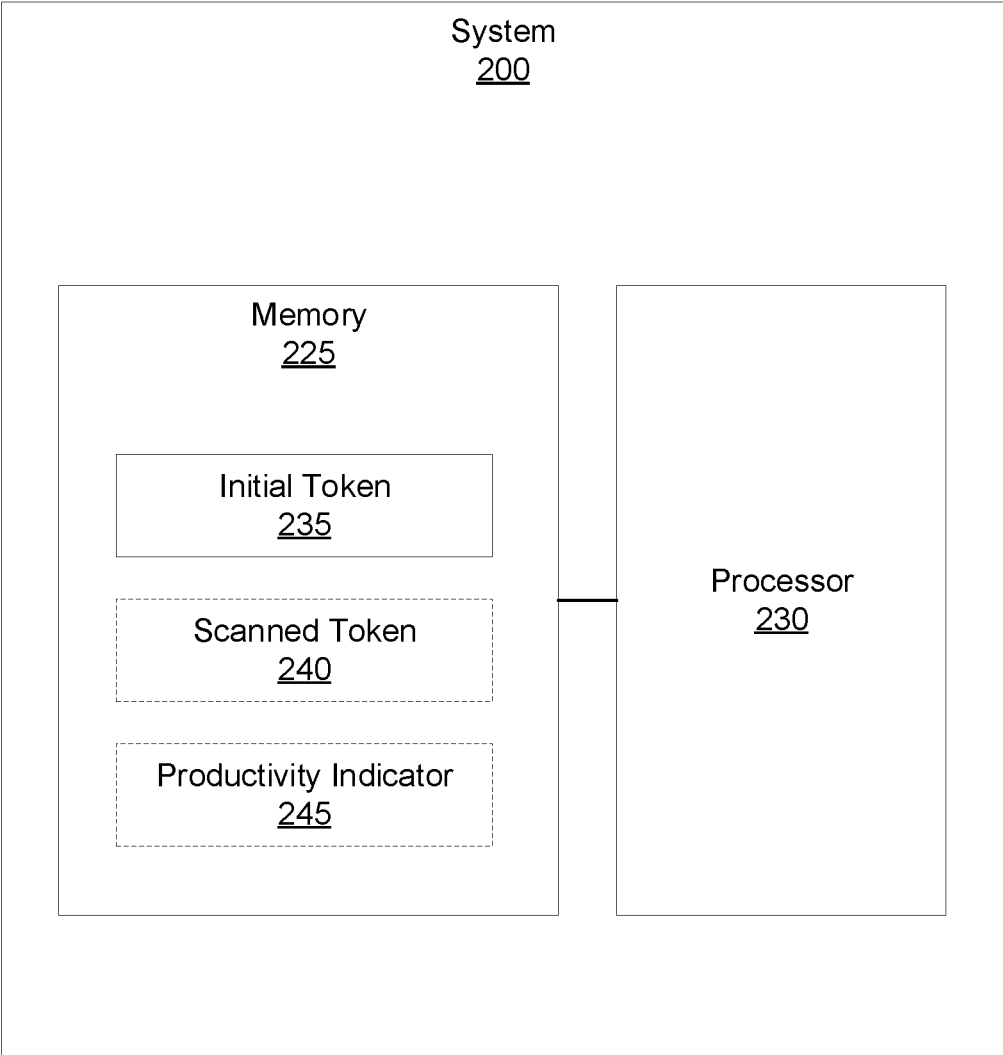 System
200
Memory
225
Initial Token
235
Scanned Token
240
Productivity Indicator
245
Processor
230